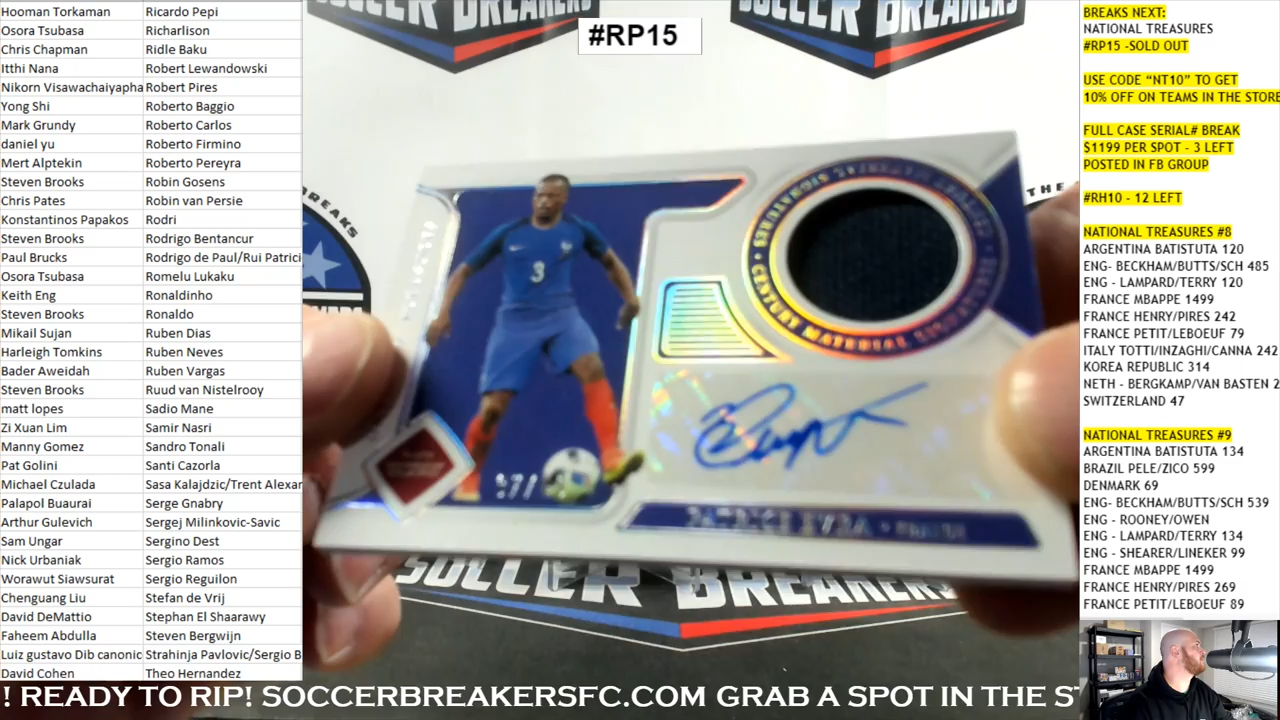 Hooman Torkaman Ricardo Pepi
Osora Tsubasa Richarlison
Chris Chapman Ridle Baku
Itthi Nana Robert Lewandowski
Nikorn Visawachaiyapha Robert Pires
Yong Shi Roberto Baggio
Mark Grundy Roberto Carlos
daniel yu Roberto Firmino
Mert Alptekin Roberto Pereyra
Steven Brooks Robin Gosens
Chris Pates Robin van Persie
Konstantinos Papakos Rodri
Steven Brooks Rodrigo Bentancur
Paul Brucks Rodrigo de Paul/Rui Patrici
Osora Tsubasa Romelu Lukaku
Keith Eng Ronaldinho
Steven Brooks Ronaldo
Mikail Sujan Ruben Dias
Harleigh Tomkins Ruben Neves
Bader Aweidah Ruben Vargas
Steven Brooks Ruud van Nistelrooy
matt lopes Sadio Mane
Zi Xuan Lim Samir Nasri
Manny Gomez Sandro Tonali
Pat Golini Santi Cazorla
Michael Czulada Sasa Kalajdzic/Trent Alexar
Palapol Buaurai Serge Gnabry
Arthur Gulevich Sergej Milinkovic-Savic
Sam Ungar Sergino Dest
Nick Urbaniak Sergio Ramos
Worawut Siawsurat Sergio Reguilon
Chenguang Liu Stefan de Vrij
David DeMattio Stephan El Shaarawy
Faheem Abdulla Steven Bergwijn
Luiz gustavo Dib canonic Strahinja Pavlovic/Sergio B
David Cohen Theo Hernandez
SOCCER BREAKERS
#RP15
SOCCER BREAKERS
BREAKS
THE
3
CENTURY MATERIAL SIGNATURES
PATRICE EVRA • FRANCE
SOCCER BREAKERS
BREAKS NEXT:
NATIONAL TREASURES
#RP15 -SOLD OUT
USE CODE “NT10” TO GET
10% OFF ON TEAMS IN THE STORE
FULL CASE SERIAL# BREAK
$1199 PER SPOT - 3 LEFT
POSTED IN FB GROUP
#RH10 - 12 LEFT
NATIONAL TREASURES #8
ARGENTINA BATISTUTA 120
ENG- BECKHAM/BUTTS/SCH 485
ENG - LAMPARD/TERRY 120
FRANCE MBAPPE 1499
FRANCE HENRY/PIRES 242
FRANCE PETIT/LEBOEUF 79
ITALY TOTTI/INZAGHI/CANNA 242
KOREA REPUBLIC 314
NETH - BERGKAMP/VAN BASTEN 2
SWITZERLAND 47
NATIONAL TREASURES #9
ARGENTINA BATISTUTA 134
BRAZIL PELE/ZICO 599
DENMARK 69
ENG- BECKHAM/BUTTS/SCH 539
ENG - ROONEY/OWEN
ENG - LAMPARD/TERRY 134
ENG - SHEARER/LINEKER 99
FRANCE MBAPPE 1499
FRANCE HENRY/PIRES 269
FRANCE PETIT/LEBOEUF 89
! READY TO RIP! SOCCERBREAKERSFC.COM GRAB A SPOT IN THE ST